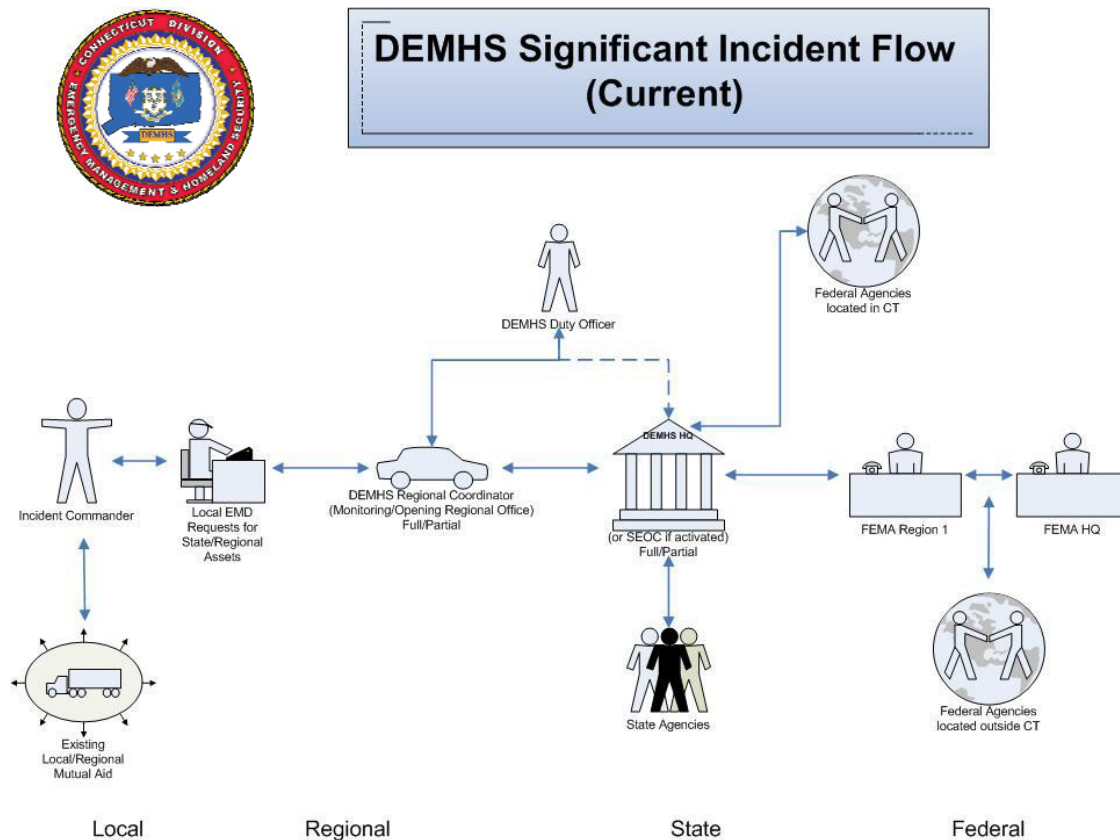 CONNECTICUT DIVISION
EMERGENCY MANAGEMENT & HOMELAND SECURITY
DEMHS
DEMHS Significant Incident Flow
(Current)
Federal Agencies
located in CT
DEMHS Duty Officer
DEMHS HQ
Incident Commander
Local EMD
Requests for
State/Regional
Assets
DEMHS Regional Coordinator
(Monitoring/Opening Regional Office)
Full/Partial
(or SEOC if activated)
Full/Partial
FEMA Region 1
FEMA HQ
Existing
Local/Regional
Mutual Aid
State Agencies
Federal Agencies
located outside CT
Local
Regional
State
Federal